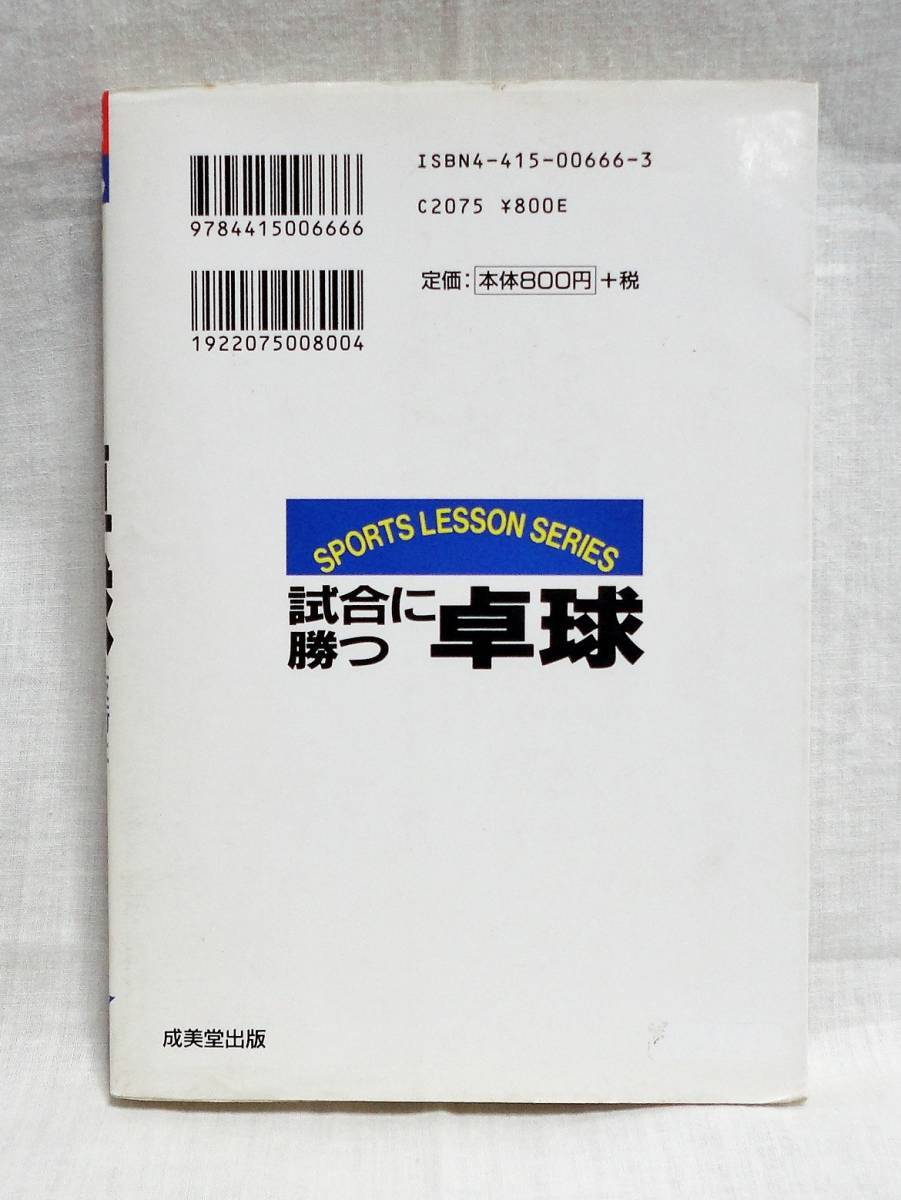 ISBN4-415-00666-3
C2075 ¥800E
9784415006666
定価：本体800円+税
1922075008004
SPORTS LESSON SERIES
試合に
勝つ 卓球
成美堂出版